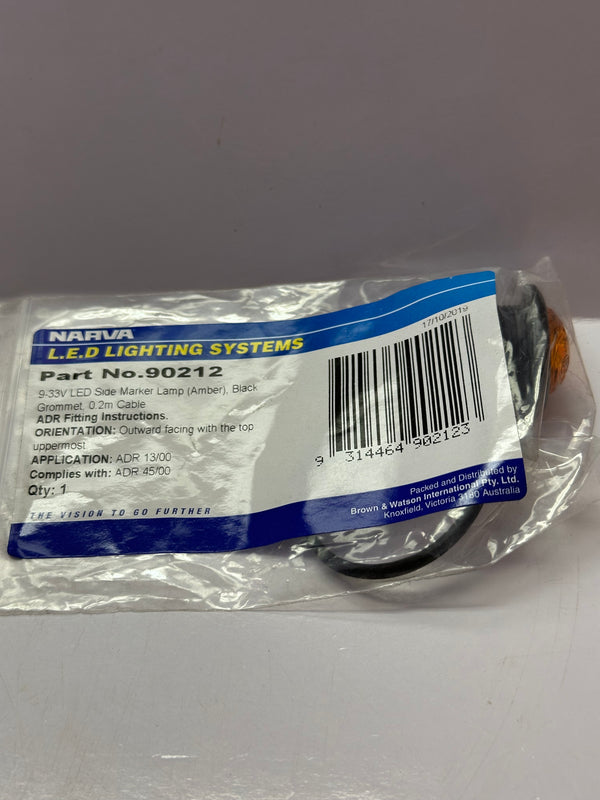 17/10/2019
NARVA
L.E.D LIGHTING SYSTEMS
Part No.90212
9-33V LED Side Marker Lamp (Amber), Black
Grommet, 0.2m Cable
ADR Fitting Instructions.
ORIENTATION: Outward facing with the top
uppermost
APPLICATION: ADR 13/00
Complies with: ADR 45/00
Qty: 1
THE VISION TO GO FURTHER
9 314464 902123
Packed and Distributed by
Brown & Watson International Pty. Ltd.
Knoxfield, Victoria 3180 Australia